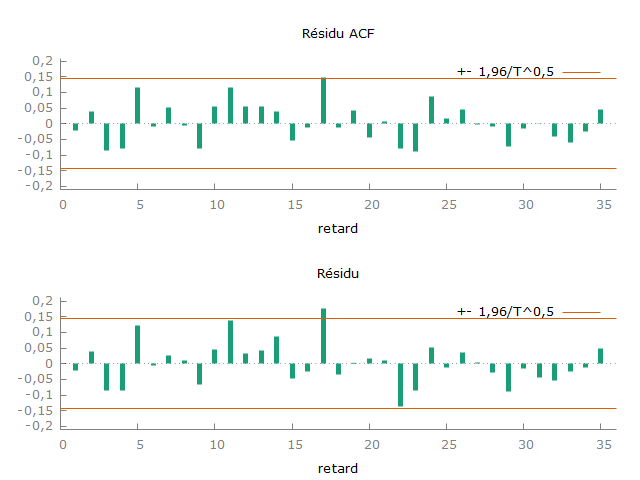 Résidu ACF
+- 1,96/T^0,5
0,2
0,15
0,1
0,05
0
-0,05
-0,1
-0,15
-0,2
0 5 10 15 20 25 30 35
retard
Résidu
+- 1,96/T^0,5
0,2
0,15
0,1
0,05
0
-0,05
-0,1
-0,15
-0,2
0 5 10 15 20 25 30 35
retard